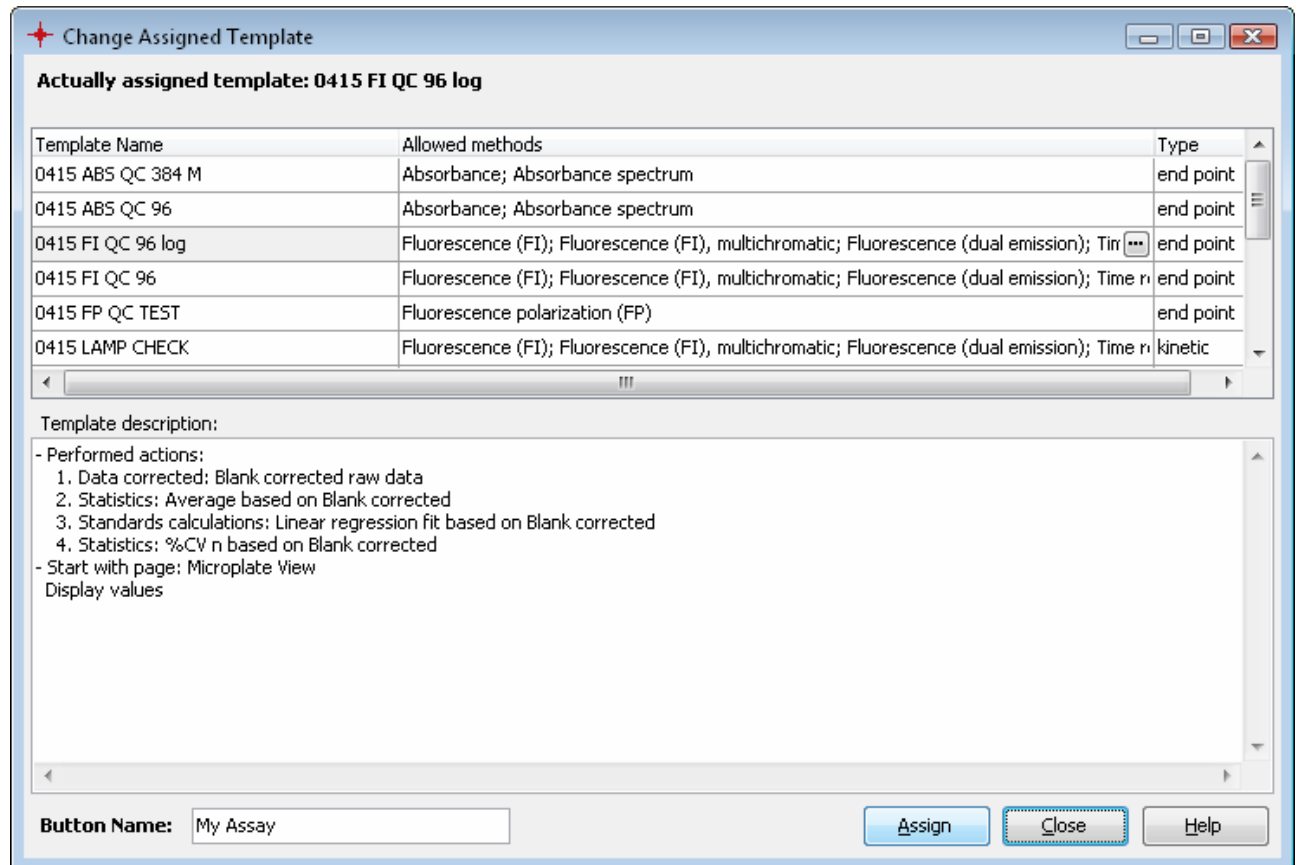 Change Assigned Template
Actually assigned template: 0415 FI QC 96 log
Template Name Allowed methods Type
0415 ABS QC 384 M Absorbance; Absorbance spectrum end point
0415 ABS QC 96 Absorbance; Absorbance spectrum end point
0415 FI QC 96 log Fluorescence (FI); Fluorescence (FI), multichromatic; Fluorescence (dual emission); Tim ... end point
0415 FI QC 96 Fluorescence (FI); Fluorescence (FI), multichromatic; Fluorescence (dual emission); Time r end point
0415 FP QC TEST Fluorescence polarization (FP) end point
0415 LAMP CHECK Fluorescence (FI); Fluorescence (FI), multichromatic; Fluorescence (dual emission); Time r kinetic
Template description:
- Performed actions:
1. Data corrected: Blank corrected raw data
2. Statistics: Average based on Blank corrected
3. Standards calculations: Linear regression fit based on Blank corrected
4. Statistics: %CV n based on Blank corrected
- Start with page: Microplate View
Display values
Button Name: My Assay Assign Close Help